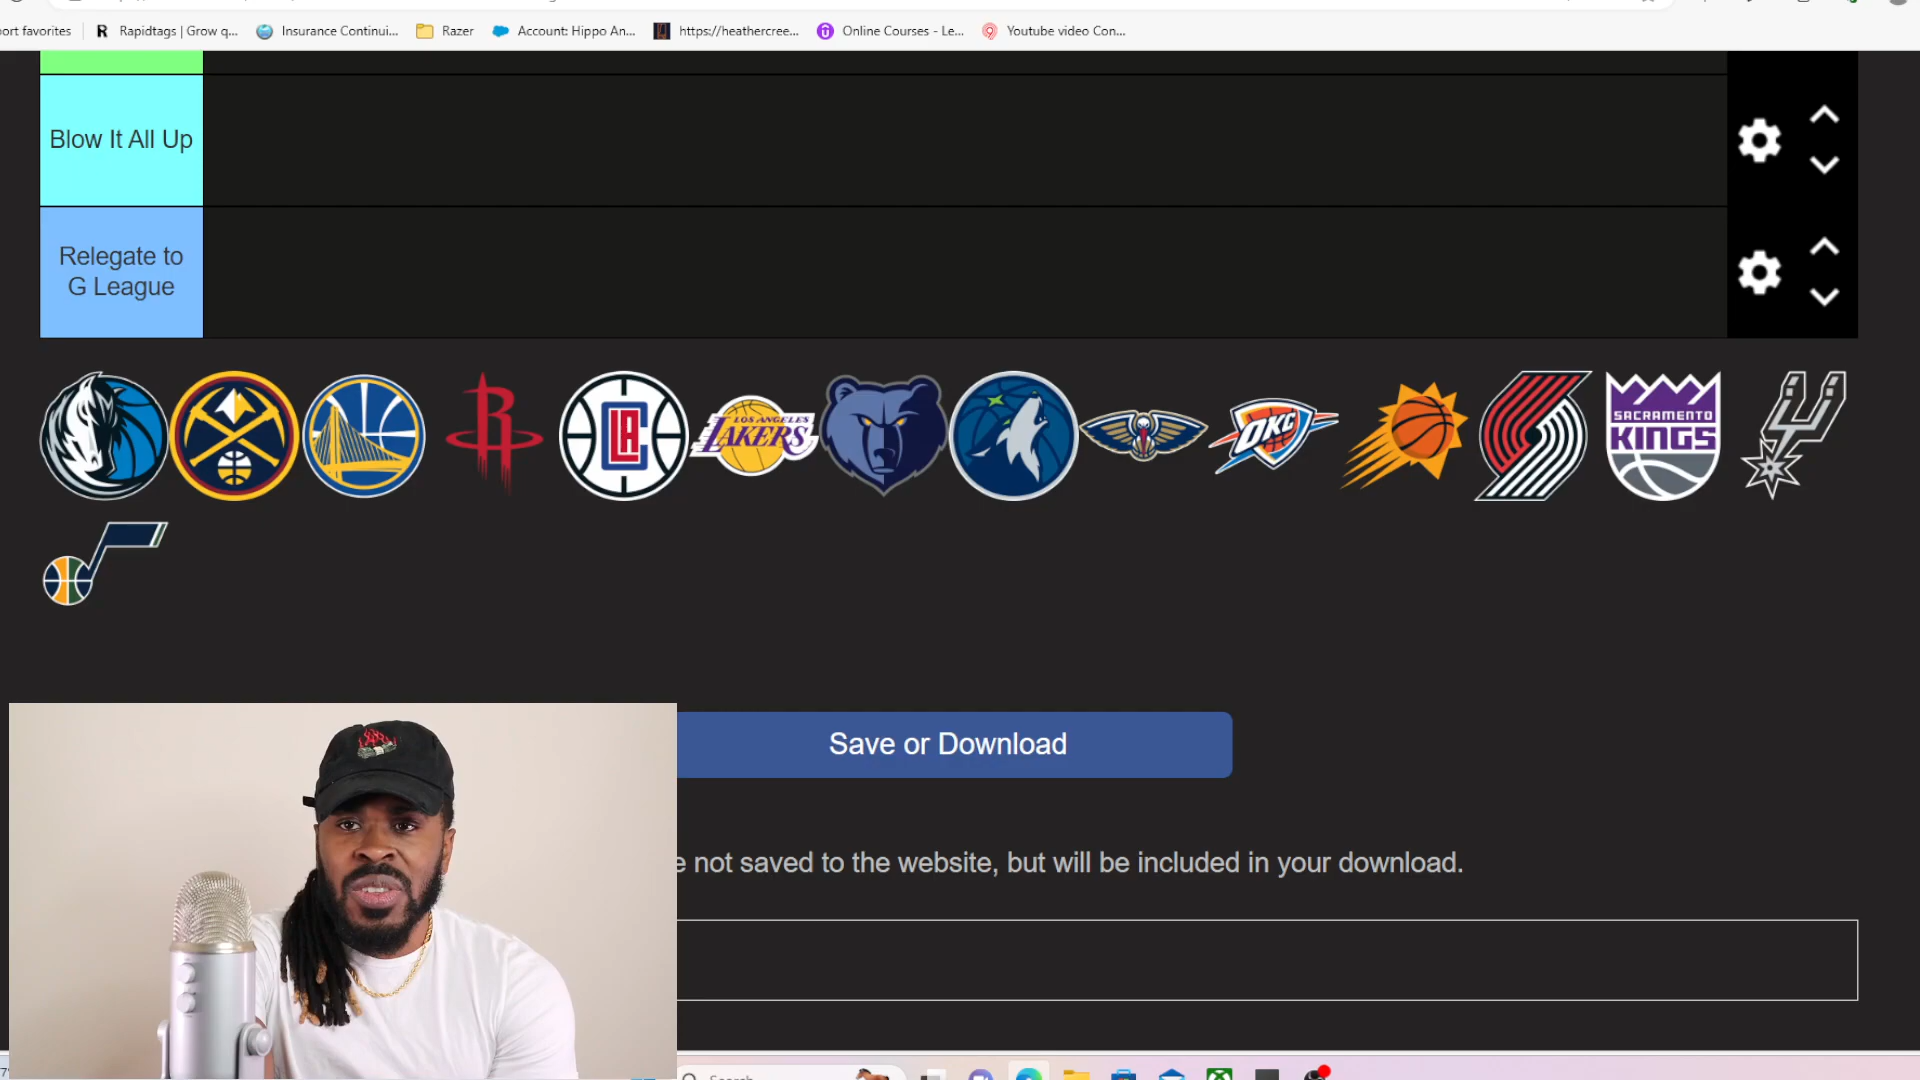 ort favorites
Rapidtags | Grow q...
Insurance Continui...
Razer
Account: Hippo An...
https://heathercree...
Online Courses - Le...
Youtube video Con...
Blow It All Up
Relegate to
G League
LA
LOS ANGELES
LAKERS
OKC
SACRAMENTO
KINGS
Save or Download
e not saved to the website, but will be included in your download.
Search